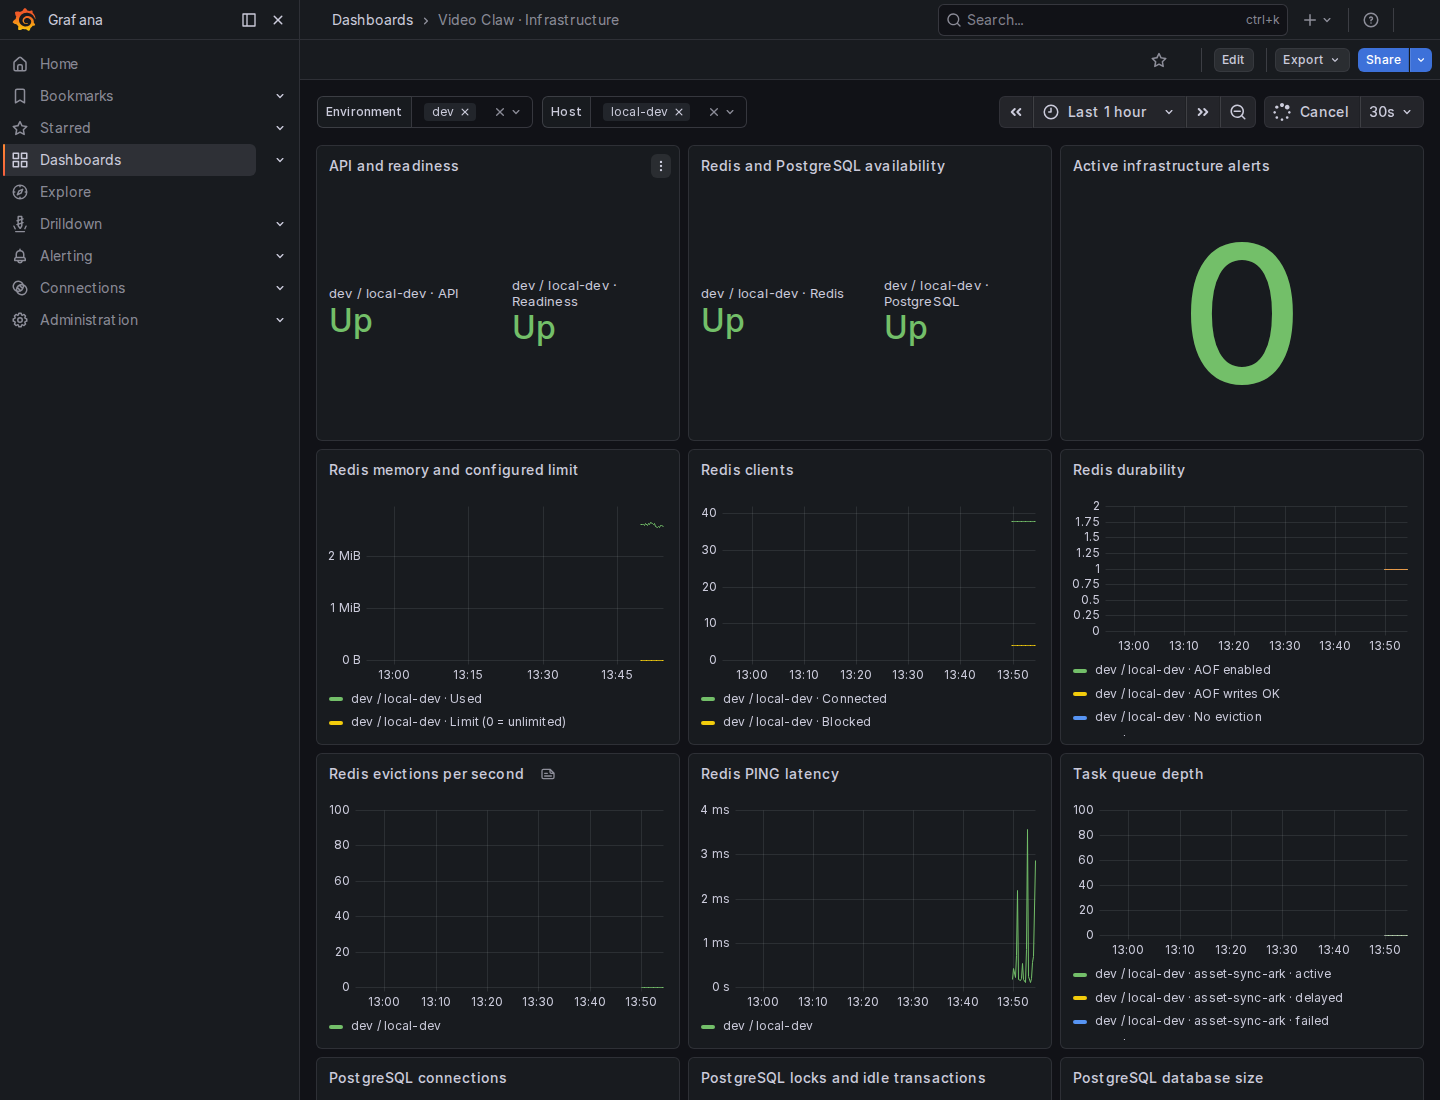 Grafana
Dashboards › Video Claw · Infrastructure
Search...
ctrl+k
Home
Bookmarks
Starred
Dashboards
Explore
Drilldown
Alerting
Connections
Administration
Edit
Export
Share
Environment
dev
Host
local-dev
Last 1 hour
Cancel
30s
API and readiness
dev / local-dev · API
Up
dev / local-dev ·
Readiness
Up
Redis and PostgreSQL availability
dev / local-dev · Redis
Up
dev / local-dev ·
PostgreSQL
Up
Active infrastructure alerts
0
Redis memory and configured limit
2 MiB
1 MiB
0 B
13:00 13:15 13:30 13:45
dev / local-dev · Used
dev / local-dev · Limit (0 = unlimited)
Redis clients
40
30
20
10
0
13:00 13:10 13:20 13:30 13:40 13:50
dev / local-dev · Connected
dev / local-dev · Blocked
Redis durability
2
1.75
1.5
1.25
1
0.75
0.5
0.25
0
13:00 13:10 13:20 13:30 13:40 13:50
dev / local-dev · AOF enabled
dev / local-dev · AOF writes OK
dev / local-dev · No eviction
Redis evictions per second
100
80
60
40
20
0
13:00 13:10 13:20 13:30 13:40 13:50
dev / local-dev
Redis PING latency
4 ms
3 ms
2 ms
1 ms
0 s
13:00 13:10 13:20 13:30 13:40 13:50
dev / local-dev
Task queue depth
100
80
60
40
20
0
13:00 13:10 13:20 13:30 13:40 13:50
dev / local-dev · asset-sync-ark · active
dev / local-dev · asset-sync-ark · delayed
dev / local-dev · asset-sync-ark · failed
PostgreSQL connections
PostgreSQL locks and idle transactions
PostgreSQL database size